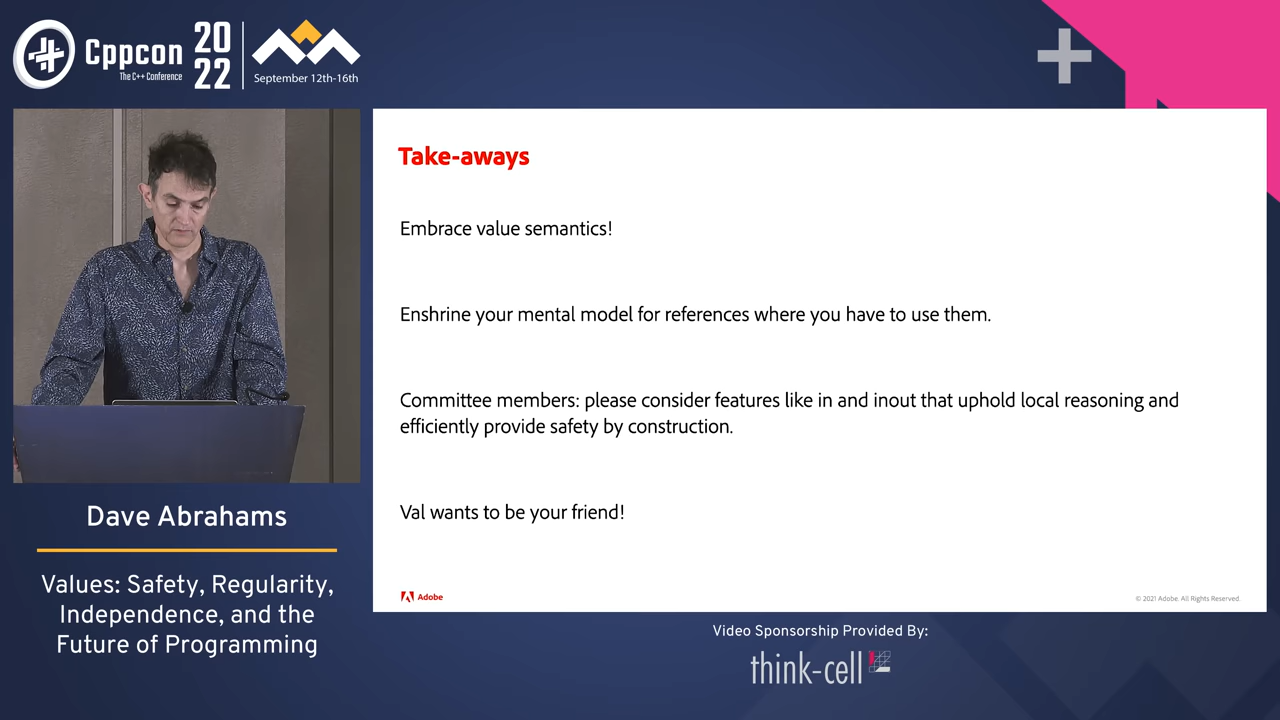 Cppcon
The C++ Conference
20
22
September 12th-16th
Take-aways
Embrace value semantics!
Enshrine your mental model for references where you have to use them.
Committee members: please consider features like in and inout that uphold local reasoning and
efficiently provide safety by construction.
Val wants to be your friend!
Adobe
© 2021 Adobe. All Rights Reserved.
Dave Abrahams
Values: Safety, Regularity,
Independence, and the
Future of Programming
Video Sponsorship Provided By:
think-cell